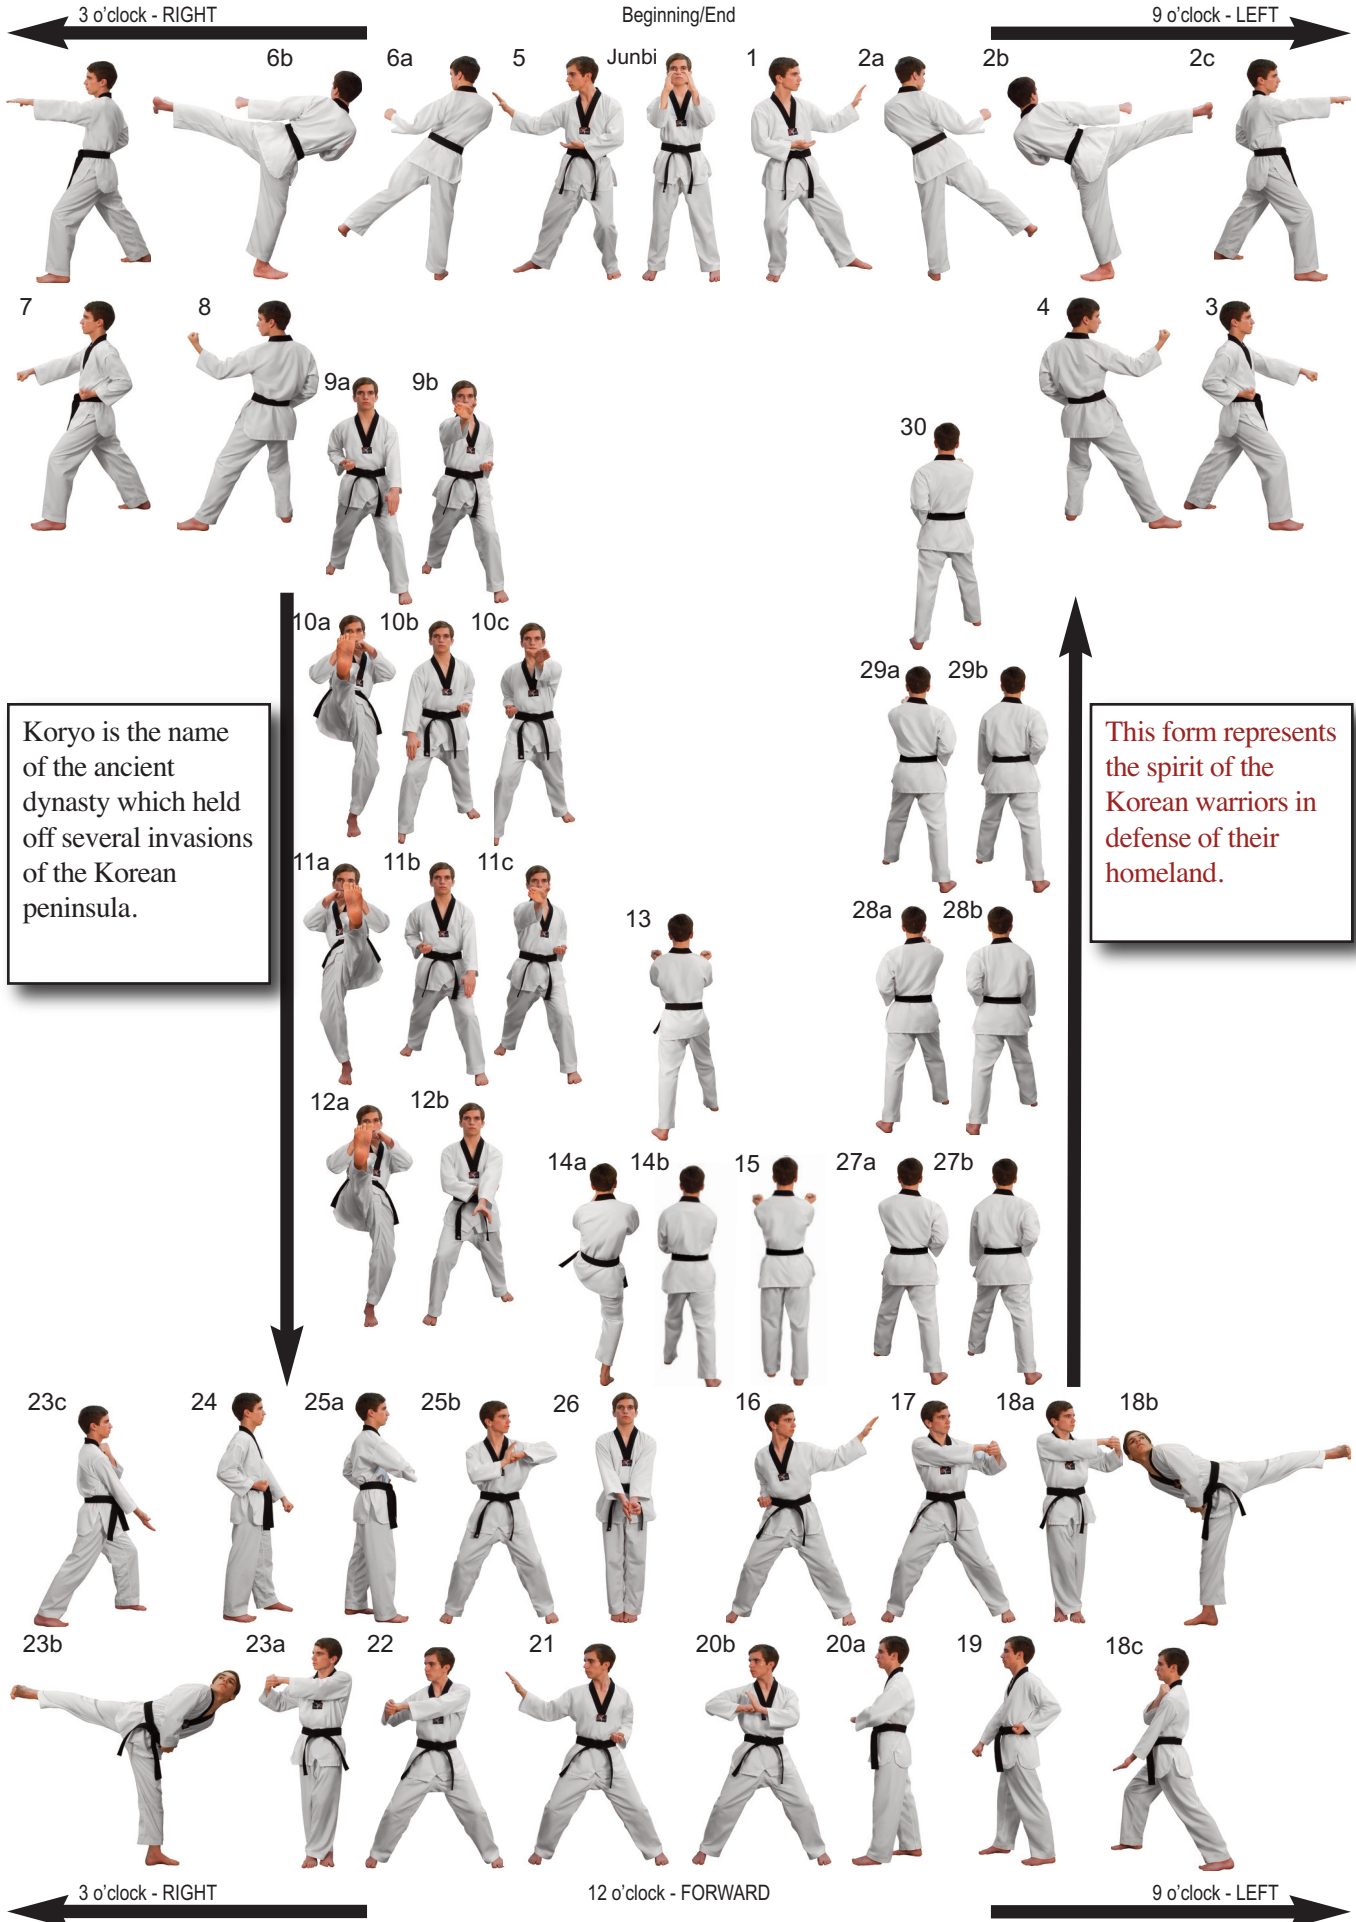 3 o'clock - RIGHT
Beginning/End
9 o'clock - LEFT
6b
6a
5
Junbi
1
2a
2b
2c
7
8
9a
9b
4
3
30
10a
10b
10c
29a
29b
Koryo is the name
of the ancient
dynasty which held
off several invasions
of the Korean
peninsula.
This form represents
the spirit of the
Korean warriors in
defense of their
homeland.
11a
11b
11c
13
28a
28b
12a
12b
14a
14b
15
27a
27b
23c
24
25a
25b
26
16
17
18a
18b
23b
23a
22
21
20b
20a
19
18c
3 o'clock - RIGHT
12 o'clock - FORWARD
9 o'clock - LEFT